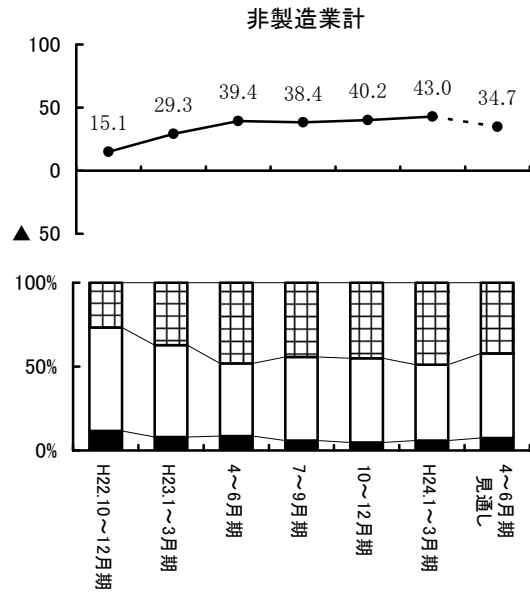 非製造業計
100
50
0
▲ 50
15.1
29.3
39.4
38.4
40.2
43.0
34.7
100%
50%
0%
H22.10～12月期
H23.1～3月期
4～6月期
7～9月期
10～12月期
H24.1～3月期
4～6月期
見通し